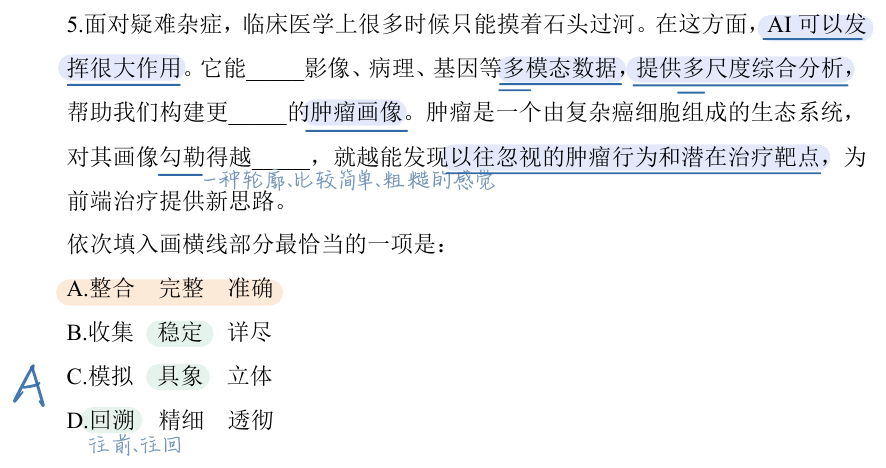 5.面对疑难杂症，临床医学上很多时候只能摸着石头过河。在这方面，AI 可以发
挥很大作用。它能_____影像、病理、基因等多模态数据，提供多尺度综合分析，
帮助我们构建更_____的肿瘤画像。肿瘤是一个由复杂癌细胞组成的生态系统，
对其画像勾勒得越_____，就越能发现以往忽视的肿瘤行为和潜在治疗靶点，为
一种轮廓、比较简单、粗糙的感觉
前端治疗提供新思路。
依次填入画横线部分最恰当的一项是：
A.整合 完整 准确
B.收集 稳定 详尽
C.模拟 具象 立体
A
D.回溯 精细 透彻
往前、往回